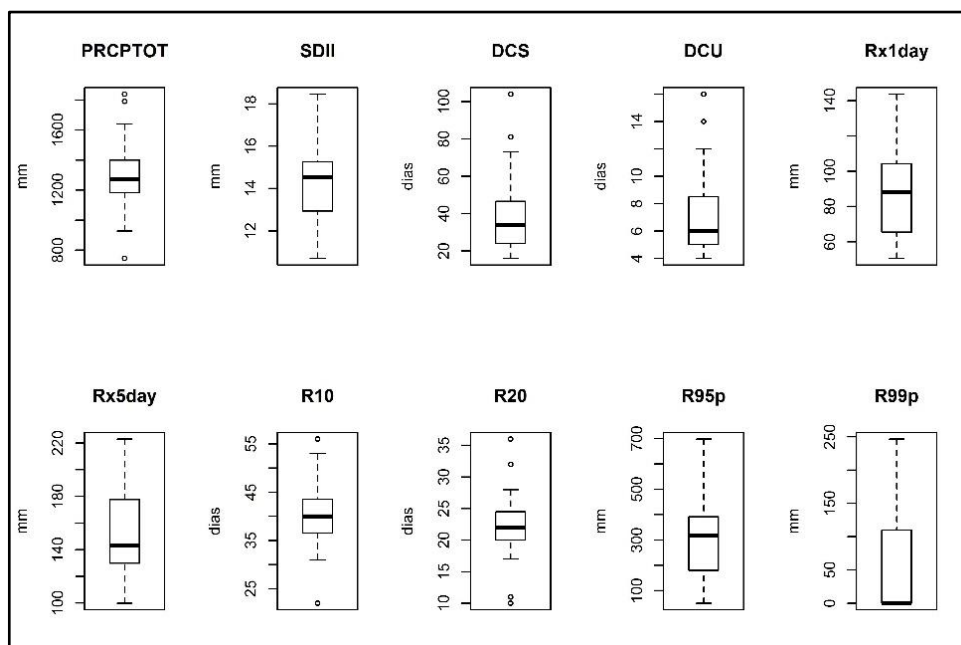 PRCPTOT SDII DCS DCU Rx1day
mm
800 1200 1600
mm
12 14 16 18
dias
20 40 60 80 100
dias
4 6 8 10 14
mm
60 80 100 140
Rx5day R10 R20 R95p R99p
mm
100 140 180 220
dias
25 35 45 55
dias
10 15 20 25 30 35
mm
100 300 500 700
mm
0 50 150 250